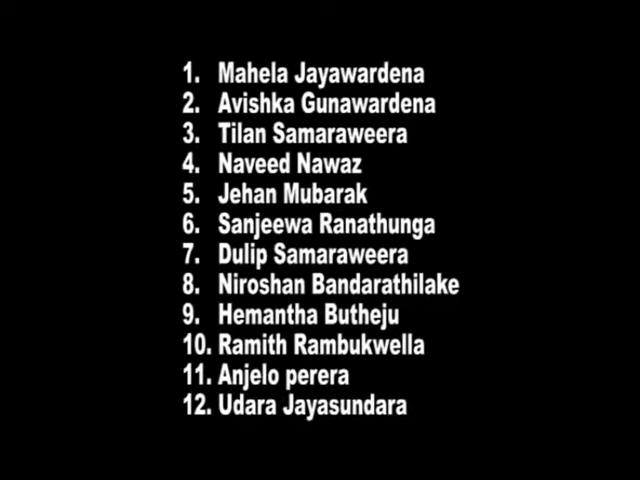 1. Mahela Jayawardena
2. Avishka Gunawardena
3. Tilan Samaraweera
4. Naveed Nawaz
5. Jehan Mubarak
6. Sanjeewa Ranathunga
7. Dulip Samaraweera
8. Niroshan Bandarathilake
9. Hemantha Butheju
10. Ramith Rambukwella
11. Anjelo perera
12. Udara Jayasundara